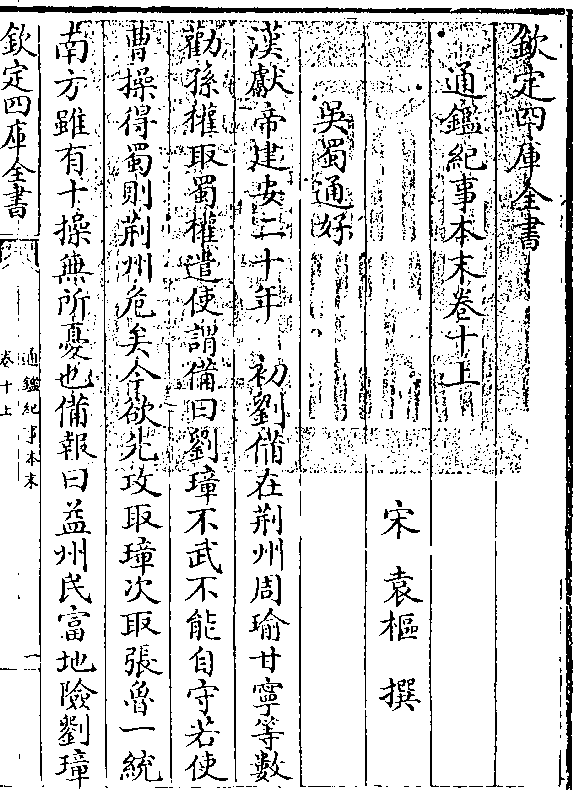 欽定四庫全書
通鑑紀事本末卷十上
宋 袁樞 撰
吳蜀通好
漢獻帝建安二十年 初劉備在荆州周瑜甘寧等數
勸孫權取蜀權遣使謂備曰劉璋不武不能自守若使
曹操得蜀則荆州危矣今欲先攻取璋次取張魯一統
南方雖有十操無所憂也備報曰益州民富地險劉璋
欽定四庫全書
通鑑紀事本末
卷十上
一